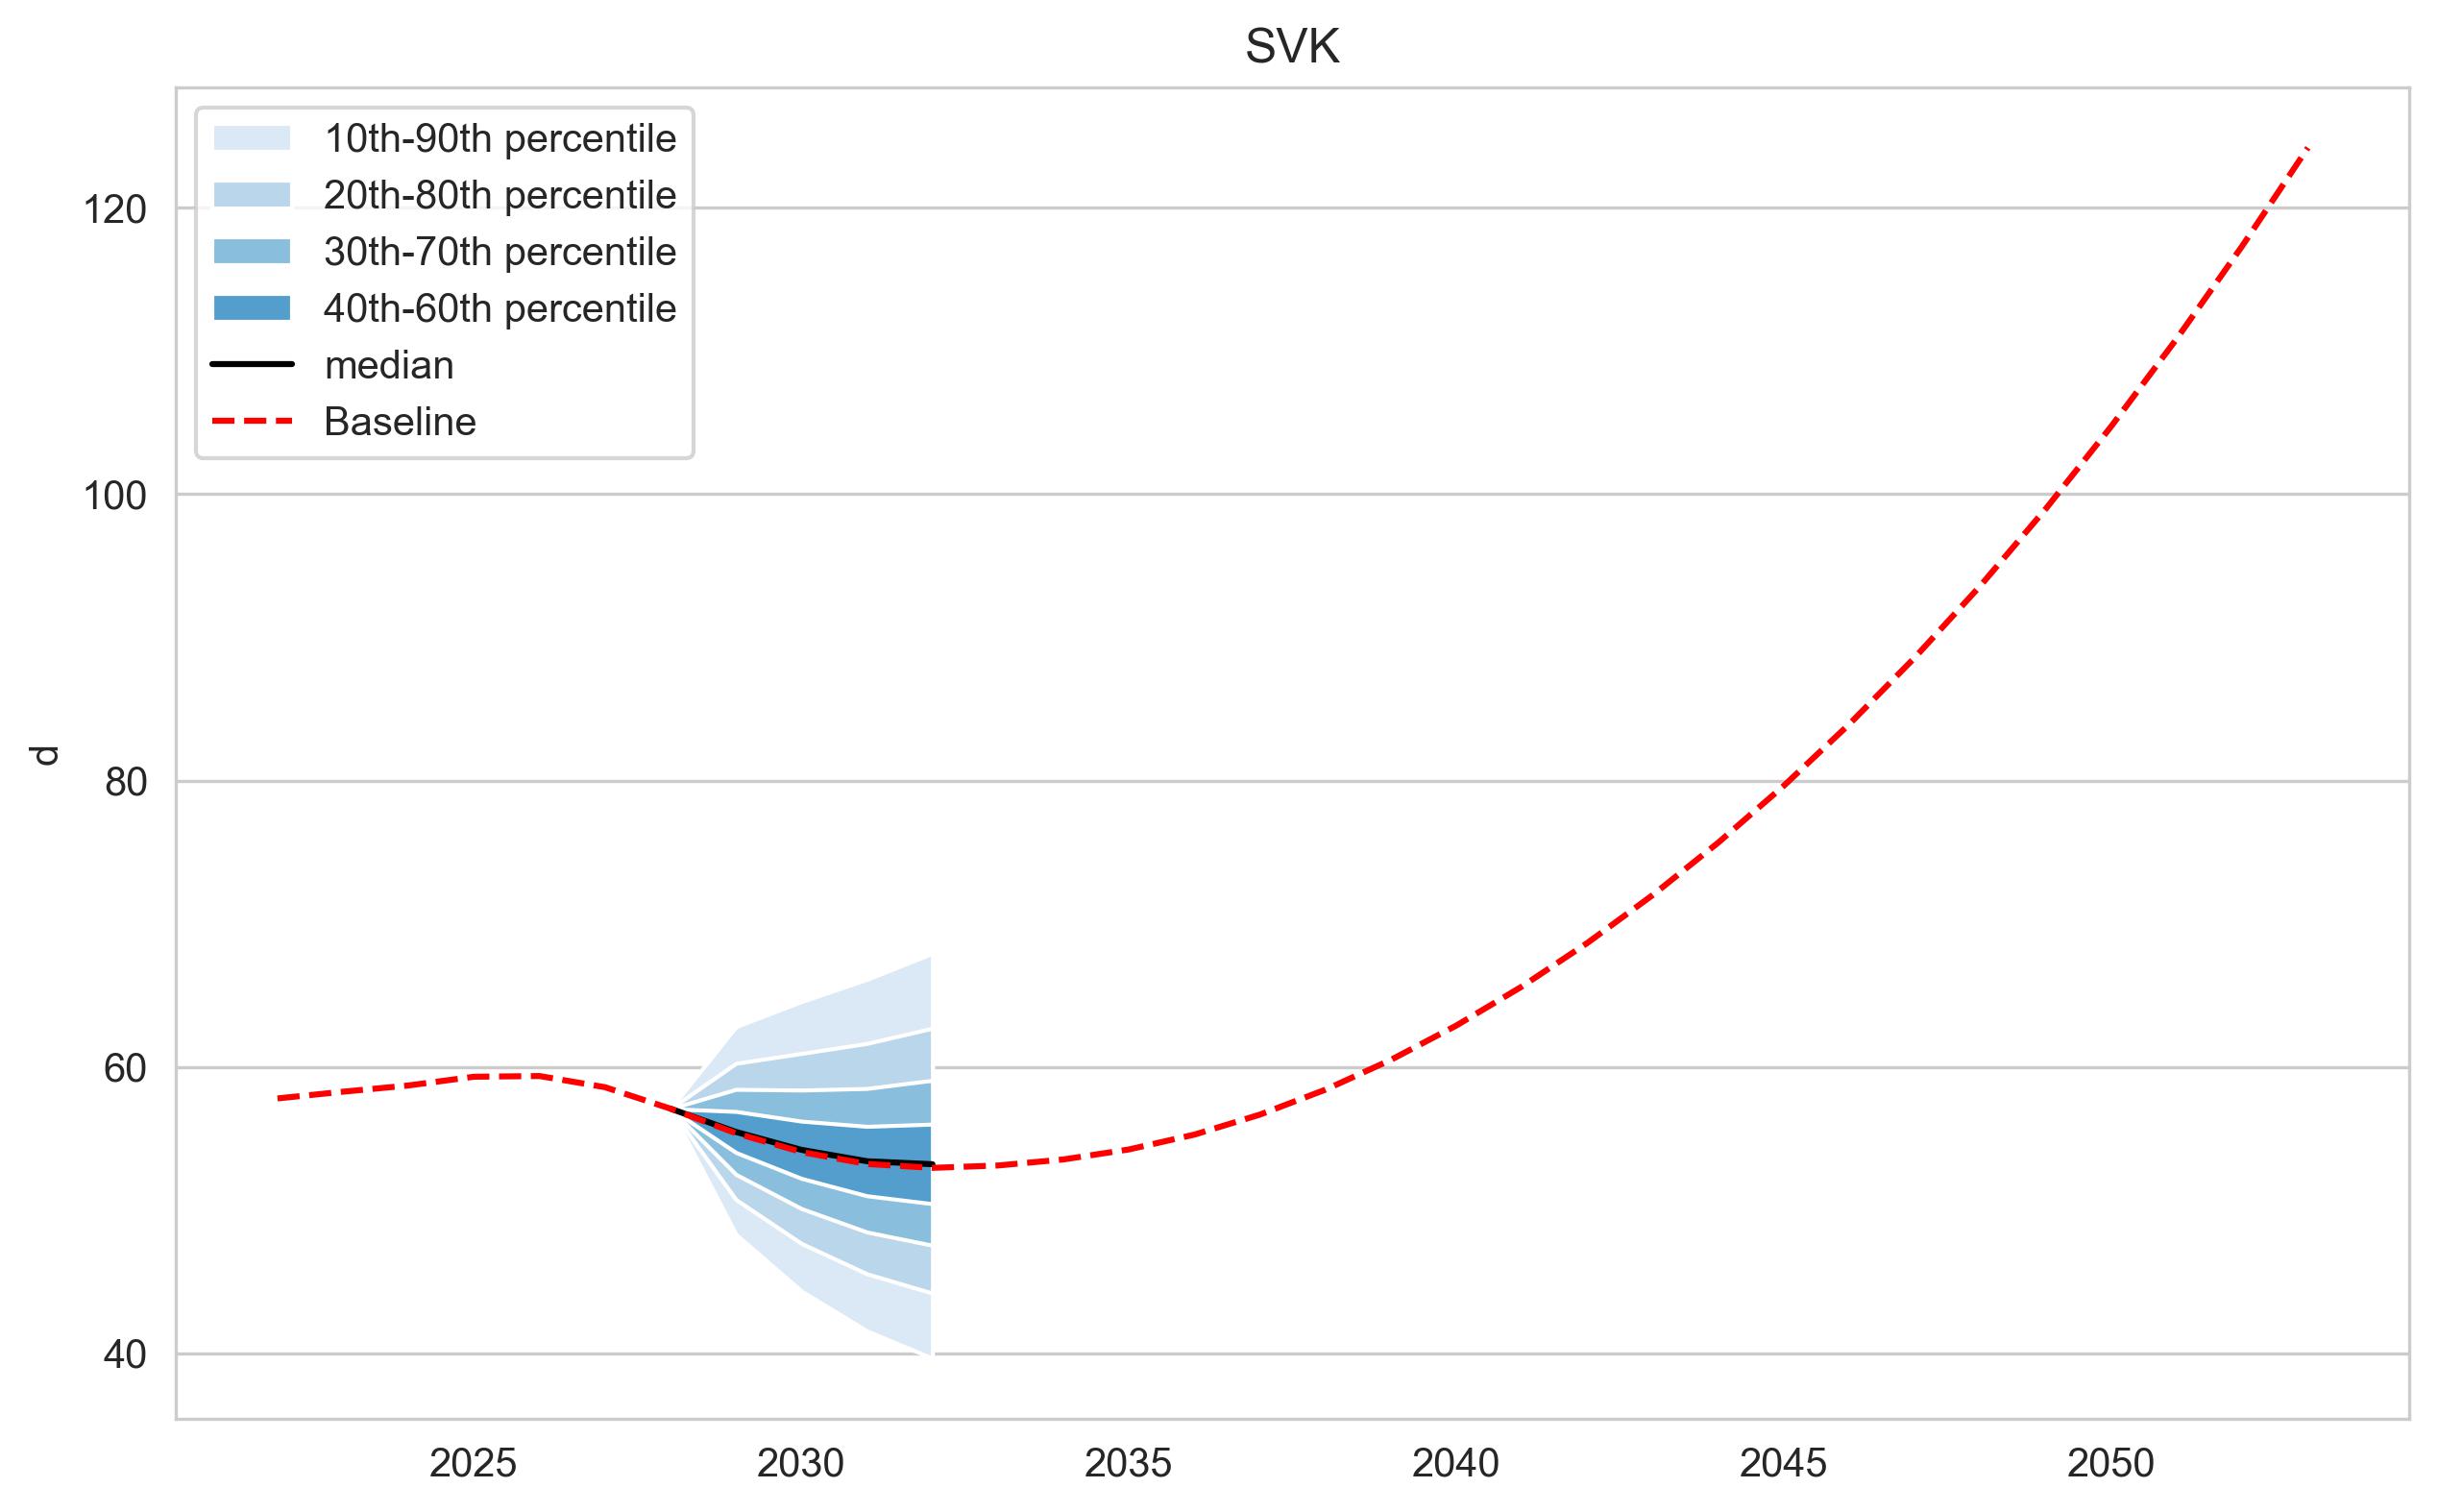 SVK
10th-90th percentile
20th-80th percentile
30th-70th percentile
40th-60th percentile
median
Baseline
d
120
100
80
60
40
2025
2030
2035
2040
2045
2050